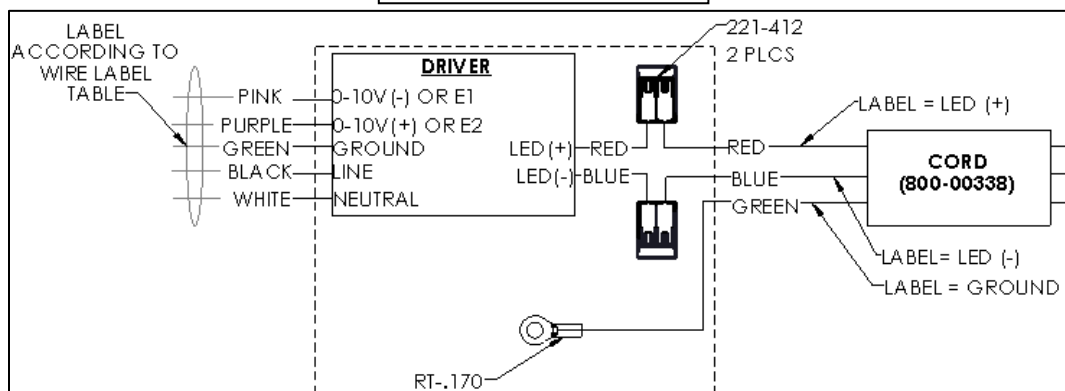 LABEL
ACCORDING TO
WIRE LABEL
TABLE
PINK
PURPLE
GREEN
BLACK
WHITE
DRIVER
0-10V(-) OR E1
0-10V(+) OR E2
GROUND
LINE
NEUTRAL
LED(+)
LED(-)
RED
BLUE
221-412
2 PLCS
RED
BLUE
GREEN
LABEL = LED (+)
CORD
(800-00338)
LABEL= LED (-)
LABEL = GROUND
RT-.170